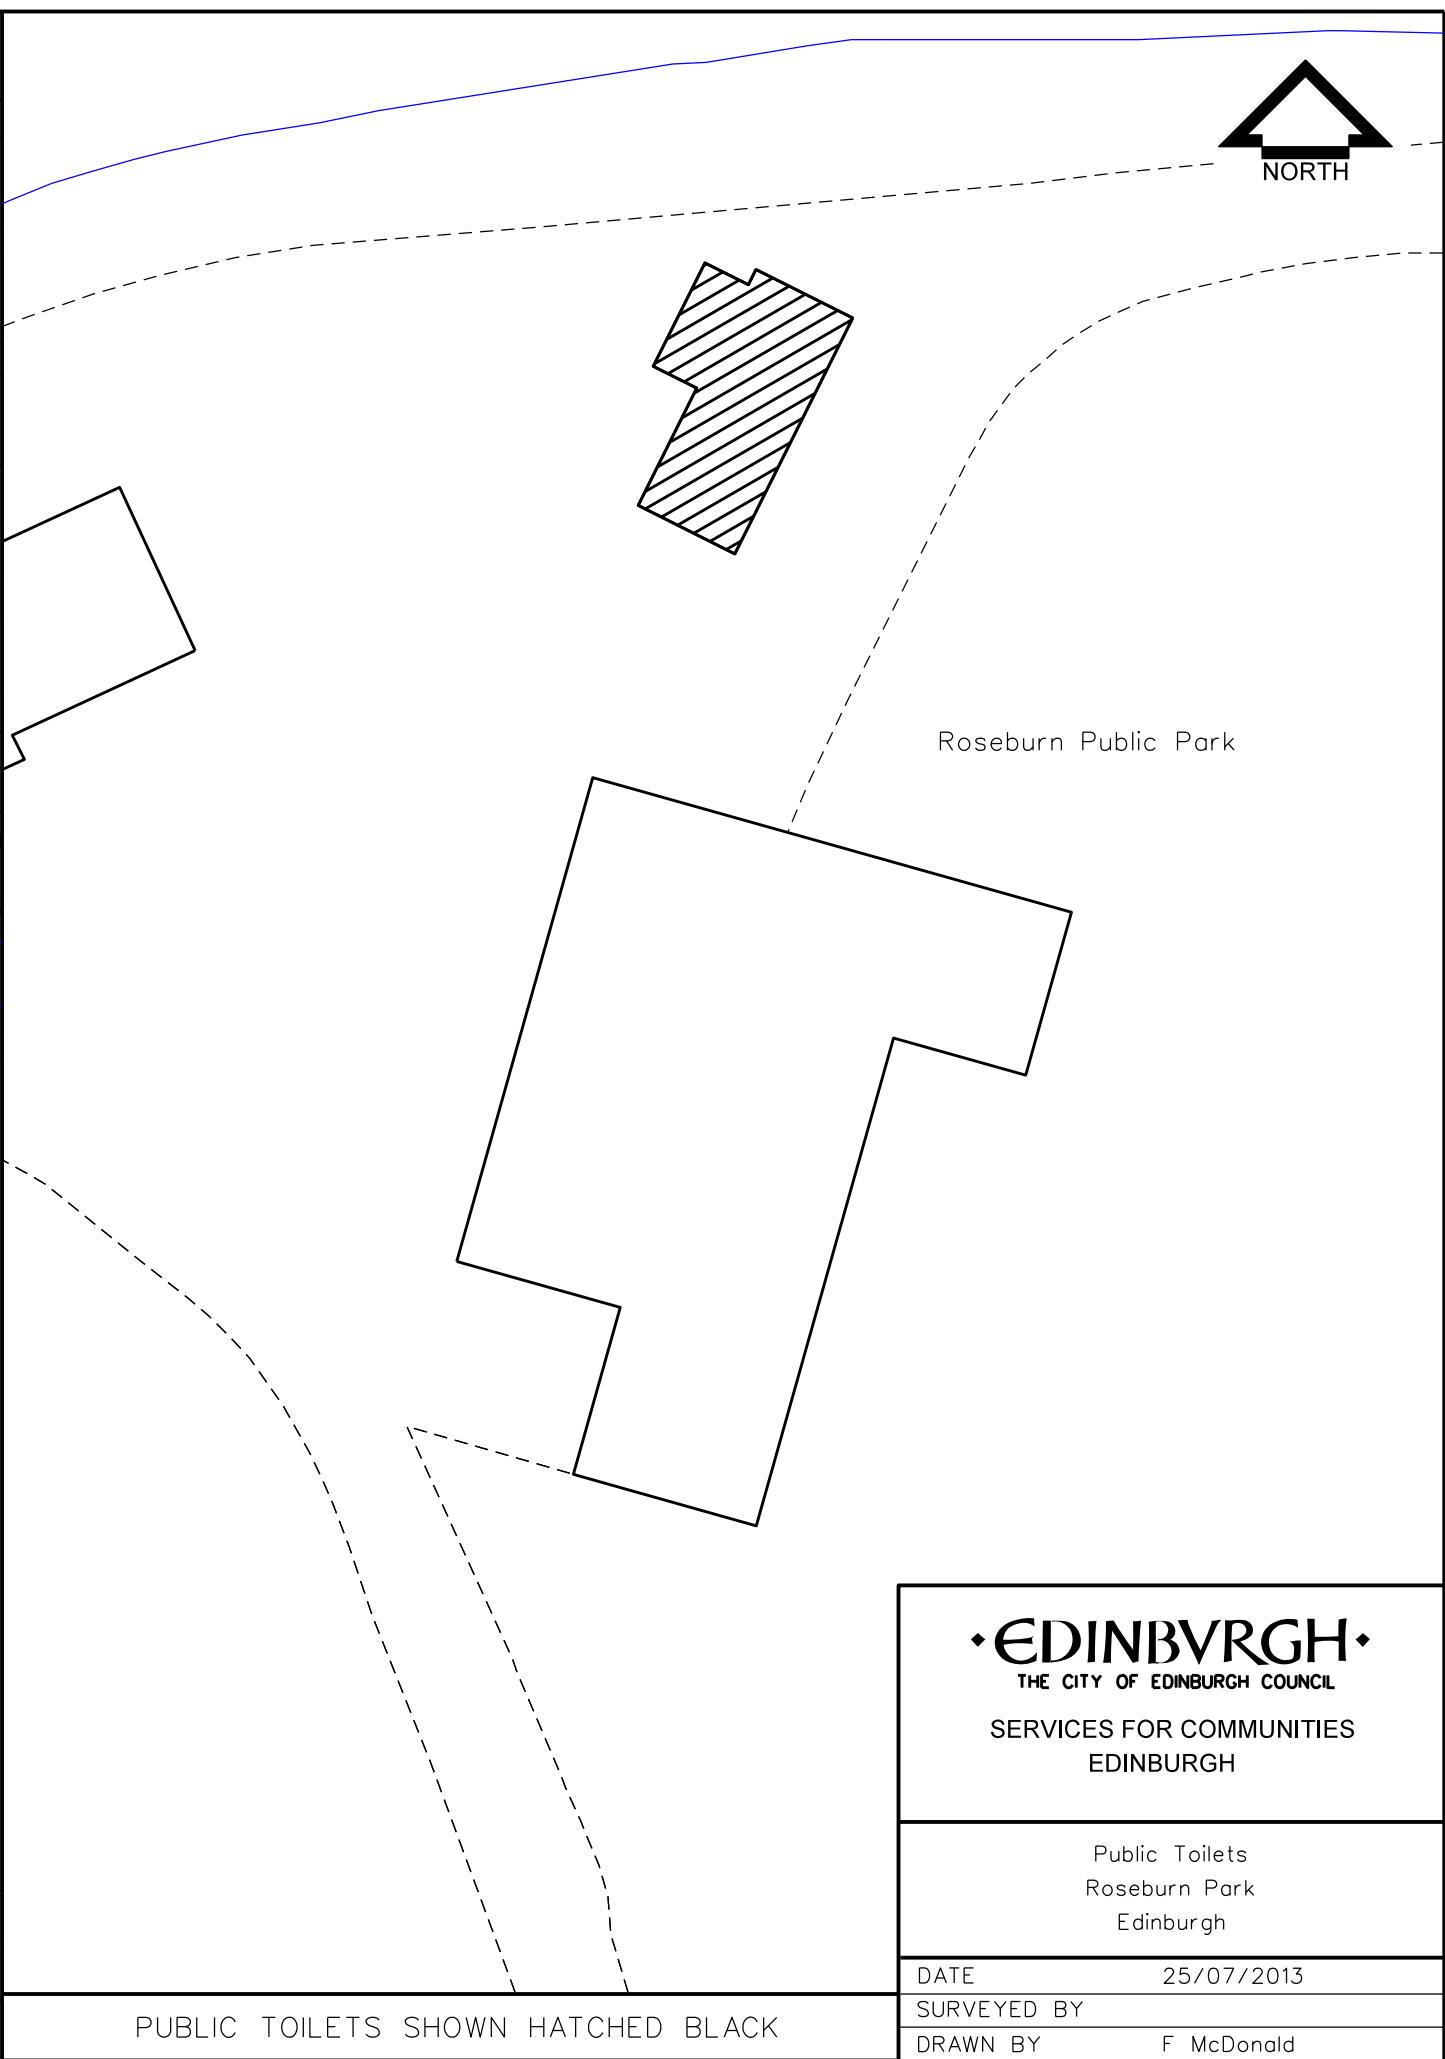 NORTH
Roseburn Public Park
EDINBVRGH
THE CITY OF EDINBURGH COUNCIL
SERVICES FOR COMMUNITIES
EDINBURGH
Public Toilets
Roseburn Park
Edinburgh
DATE 25/07/2013
SURVEYED BY
DRAWN BY F McDonald
PUBLIC TOILETS SHOWN HATCHED BLACK